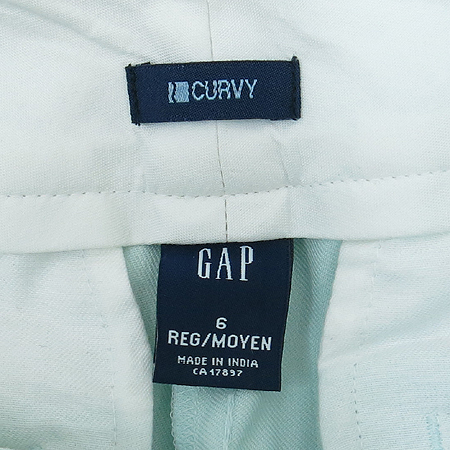 CURVY
GAP
6
REG/MOYEN
MADE IN INDIA
CA 17897